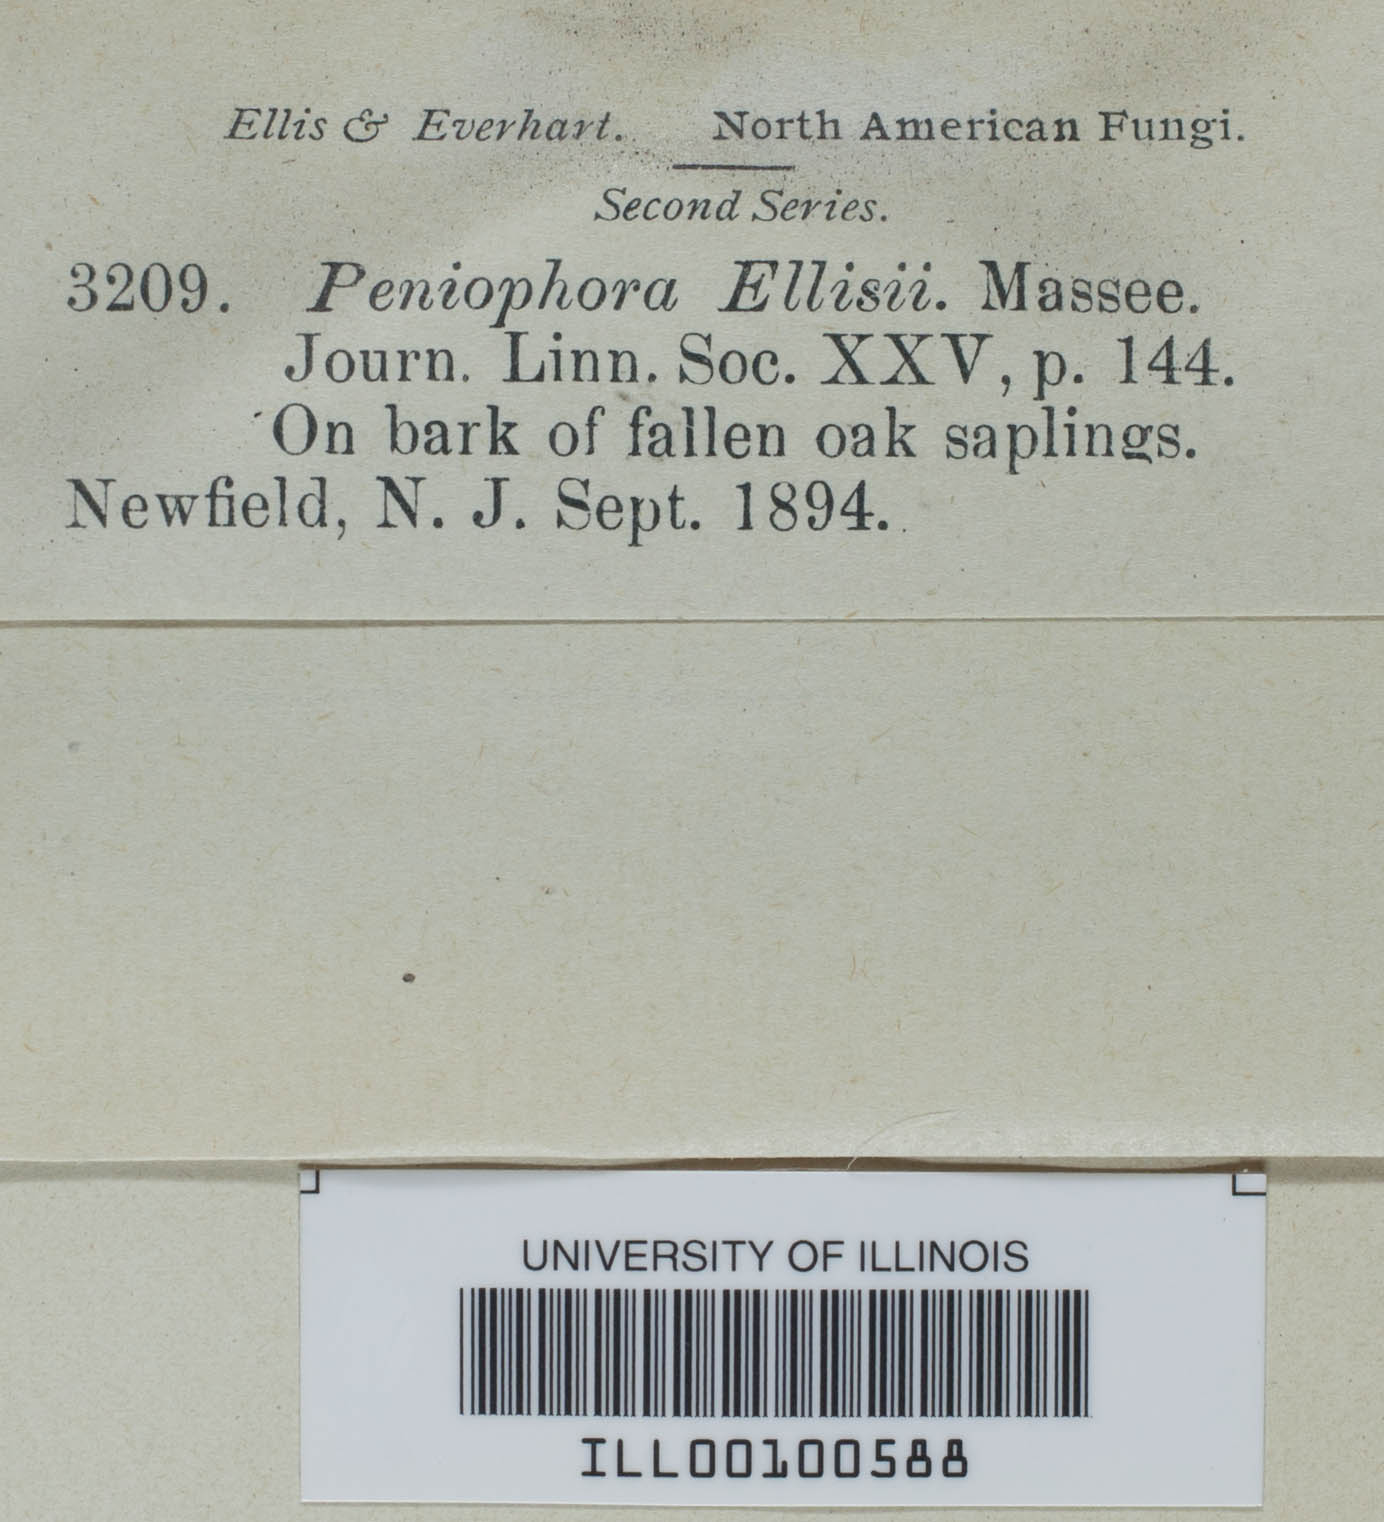 Ellis & Everhart. North American Fungi.
Second Series.
3209. Peniophora Ellisii. Massee.
Journ. Linn. Soc. XXV, p. 144.
On bark of fallen oak saplings.
Newfield, N. J. Sept. 1894.
UNIVERSITY OF ILLINOIS
ILL00100588